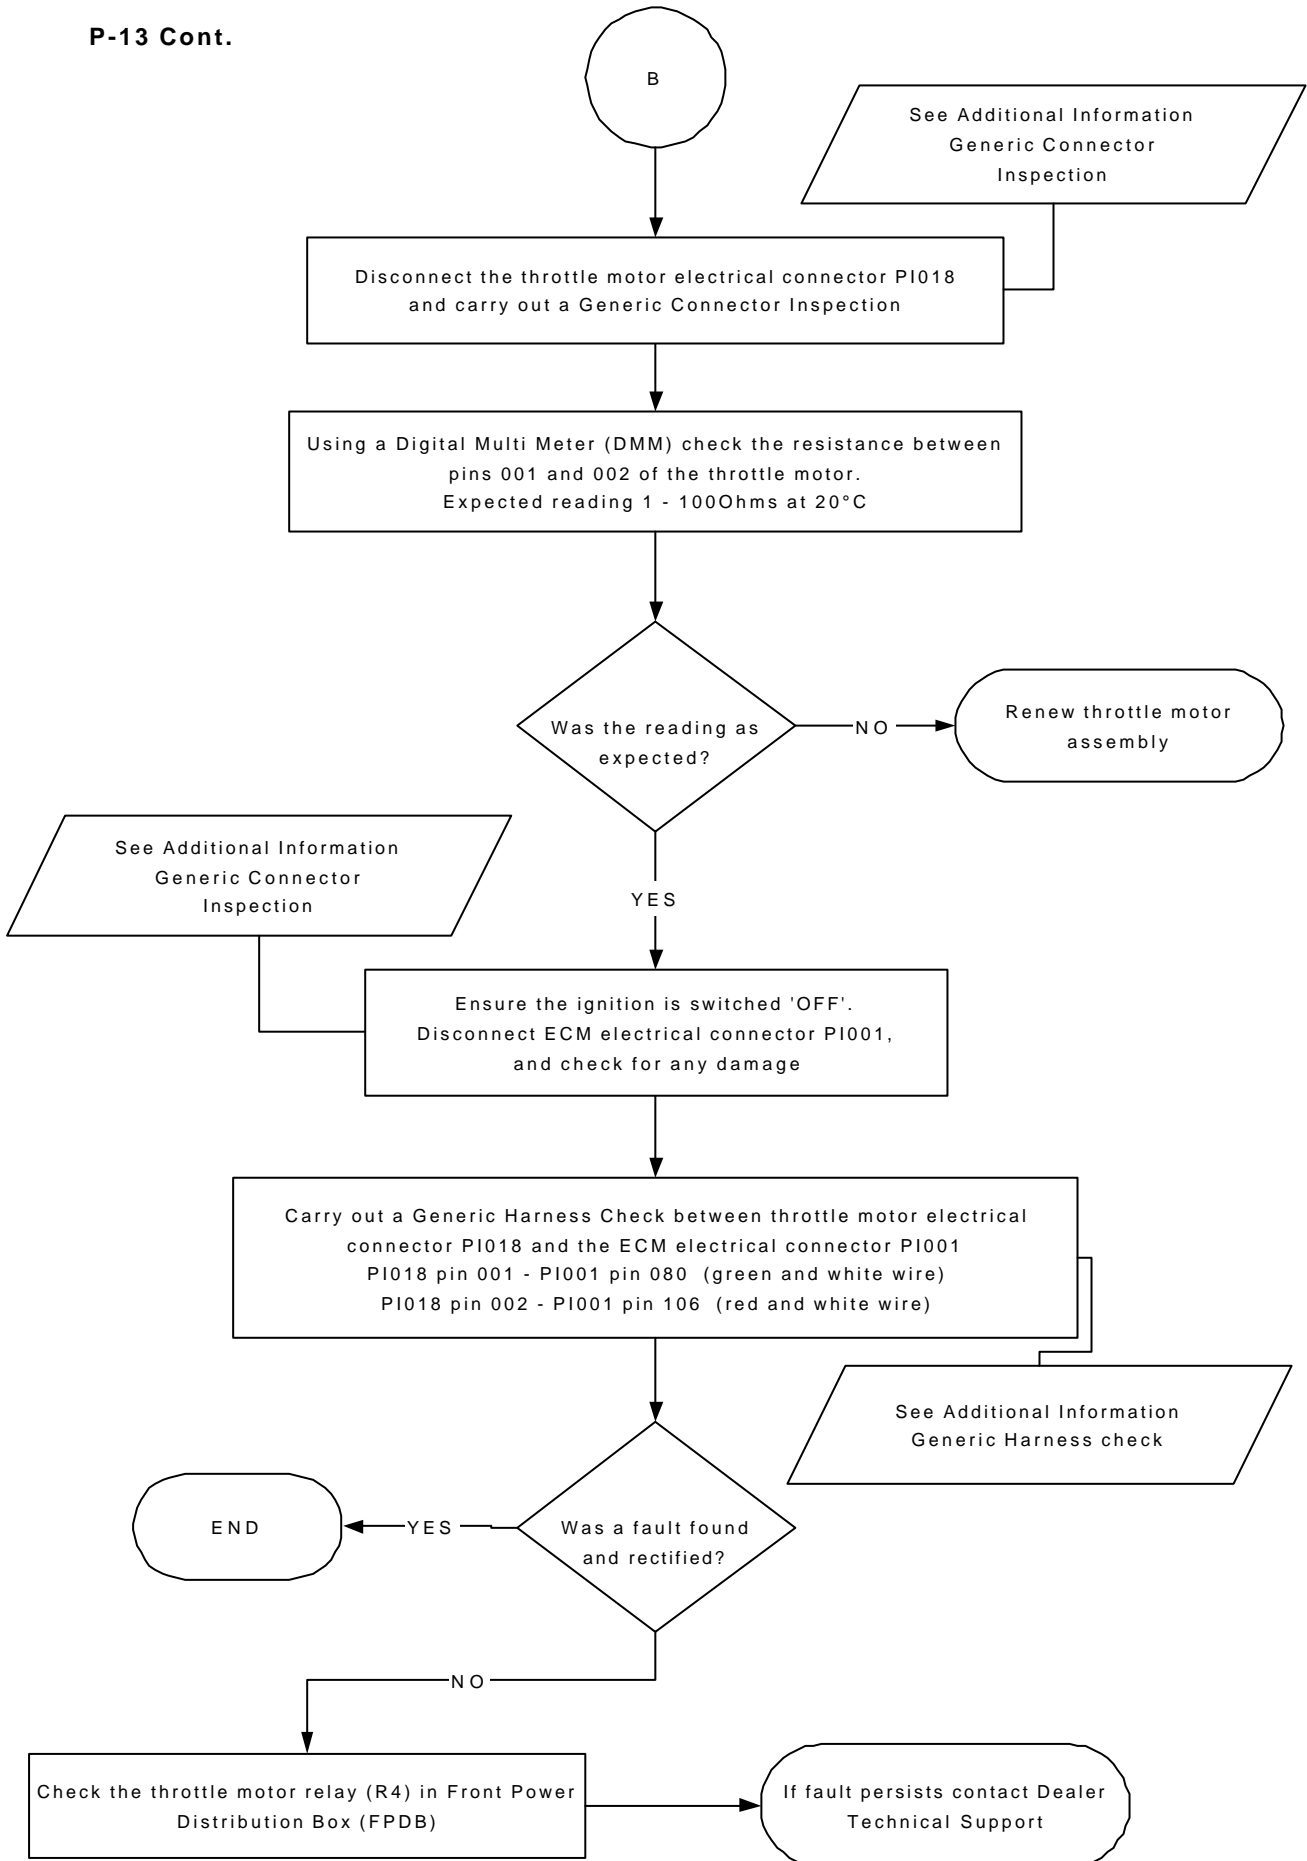 P-13 Cont.
B
See Additional Information
Generic Connector
Inspection
Disconnect the throttle motor electrical connector PI018
and carry out a Generic Connector Inspection
Using a Digital Multi Meter (DMM) check the resistance between
pins 001 and 002 of the throttle motor.
Expected reading 1 - 100Ohms at 20°C
Was the reading as
expected?
NO
Renew throttle motor
assembly
See Additional Information
Generic Connector
Inspection
YES
Ensure the ignition is switched 'OFF'.
Disconnect ECM electrical connector PI001,
and check for any damage
Carry out a Generic Harness Check between throttle motor electrical
connector PI018 and the ECM electrical connector PI001
PI018 pin 001 - PI001 pin 080 (green and white wire)
PI018 pin 002 - PI001 pin 106 (red and white wire)
See Additional Information
Generic Harness check
Was a fault found
and rectified?
YES
END
NO
Check the throttle motor relay (R4) in Front Power
Distribution Box (FPDB)
If fault persists contact Dealer
Technical Support